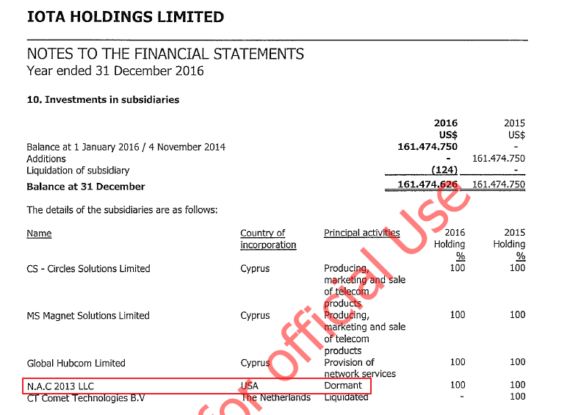 IOTA HOLDINGS LIMITED
NOTES TO THE FINANCIAL STATEMENTS
Year ended 31 December 2016
10. Investments in subsidiaries
2016 2015
US$ US$
Balance at 1 January 2016 / 4 November 2014 161.474.750 -
Additions - 161.474.750
Liquidation of subsidiary (124) -
Balance at 31 December 161.474.626 161.474.750
The details of the subsidiaries are as follows:
Name Country of incorporation Principal activities 2016 Holding % 2015 Holding %
CS - Circles Solutions Limited Cyprus Producing, 100 100
marketing and sale
of telecom
products
MS Magnet Solutions Limited Cyprus Producing, 100 100
marketing and sale
of telecom
products
Global Hubcom Limited Cyprus Provision of 100 100
network services
N.A.C 2013 LLC USA Dormant 100 100
CT Comet Technologies B.V The Netherlands Liquidated - 100
for official Use